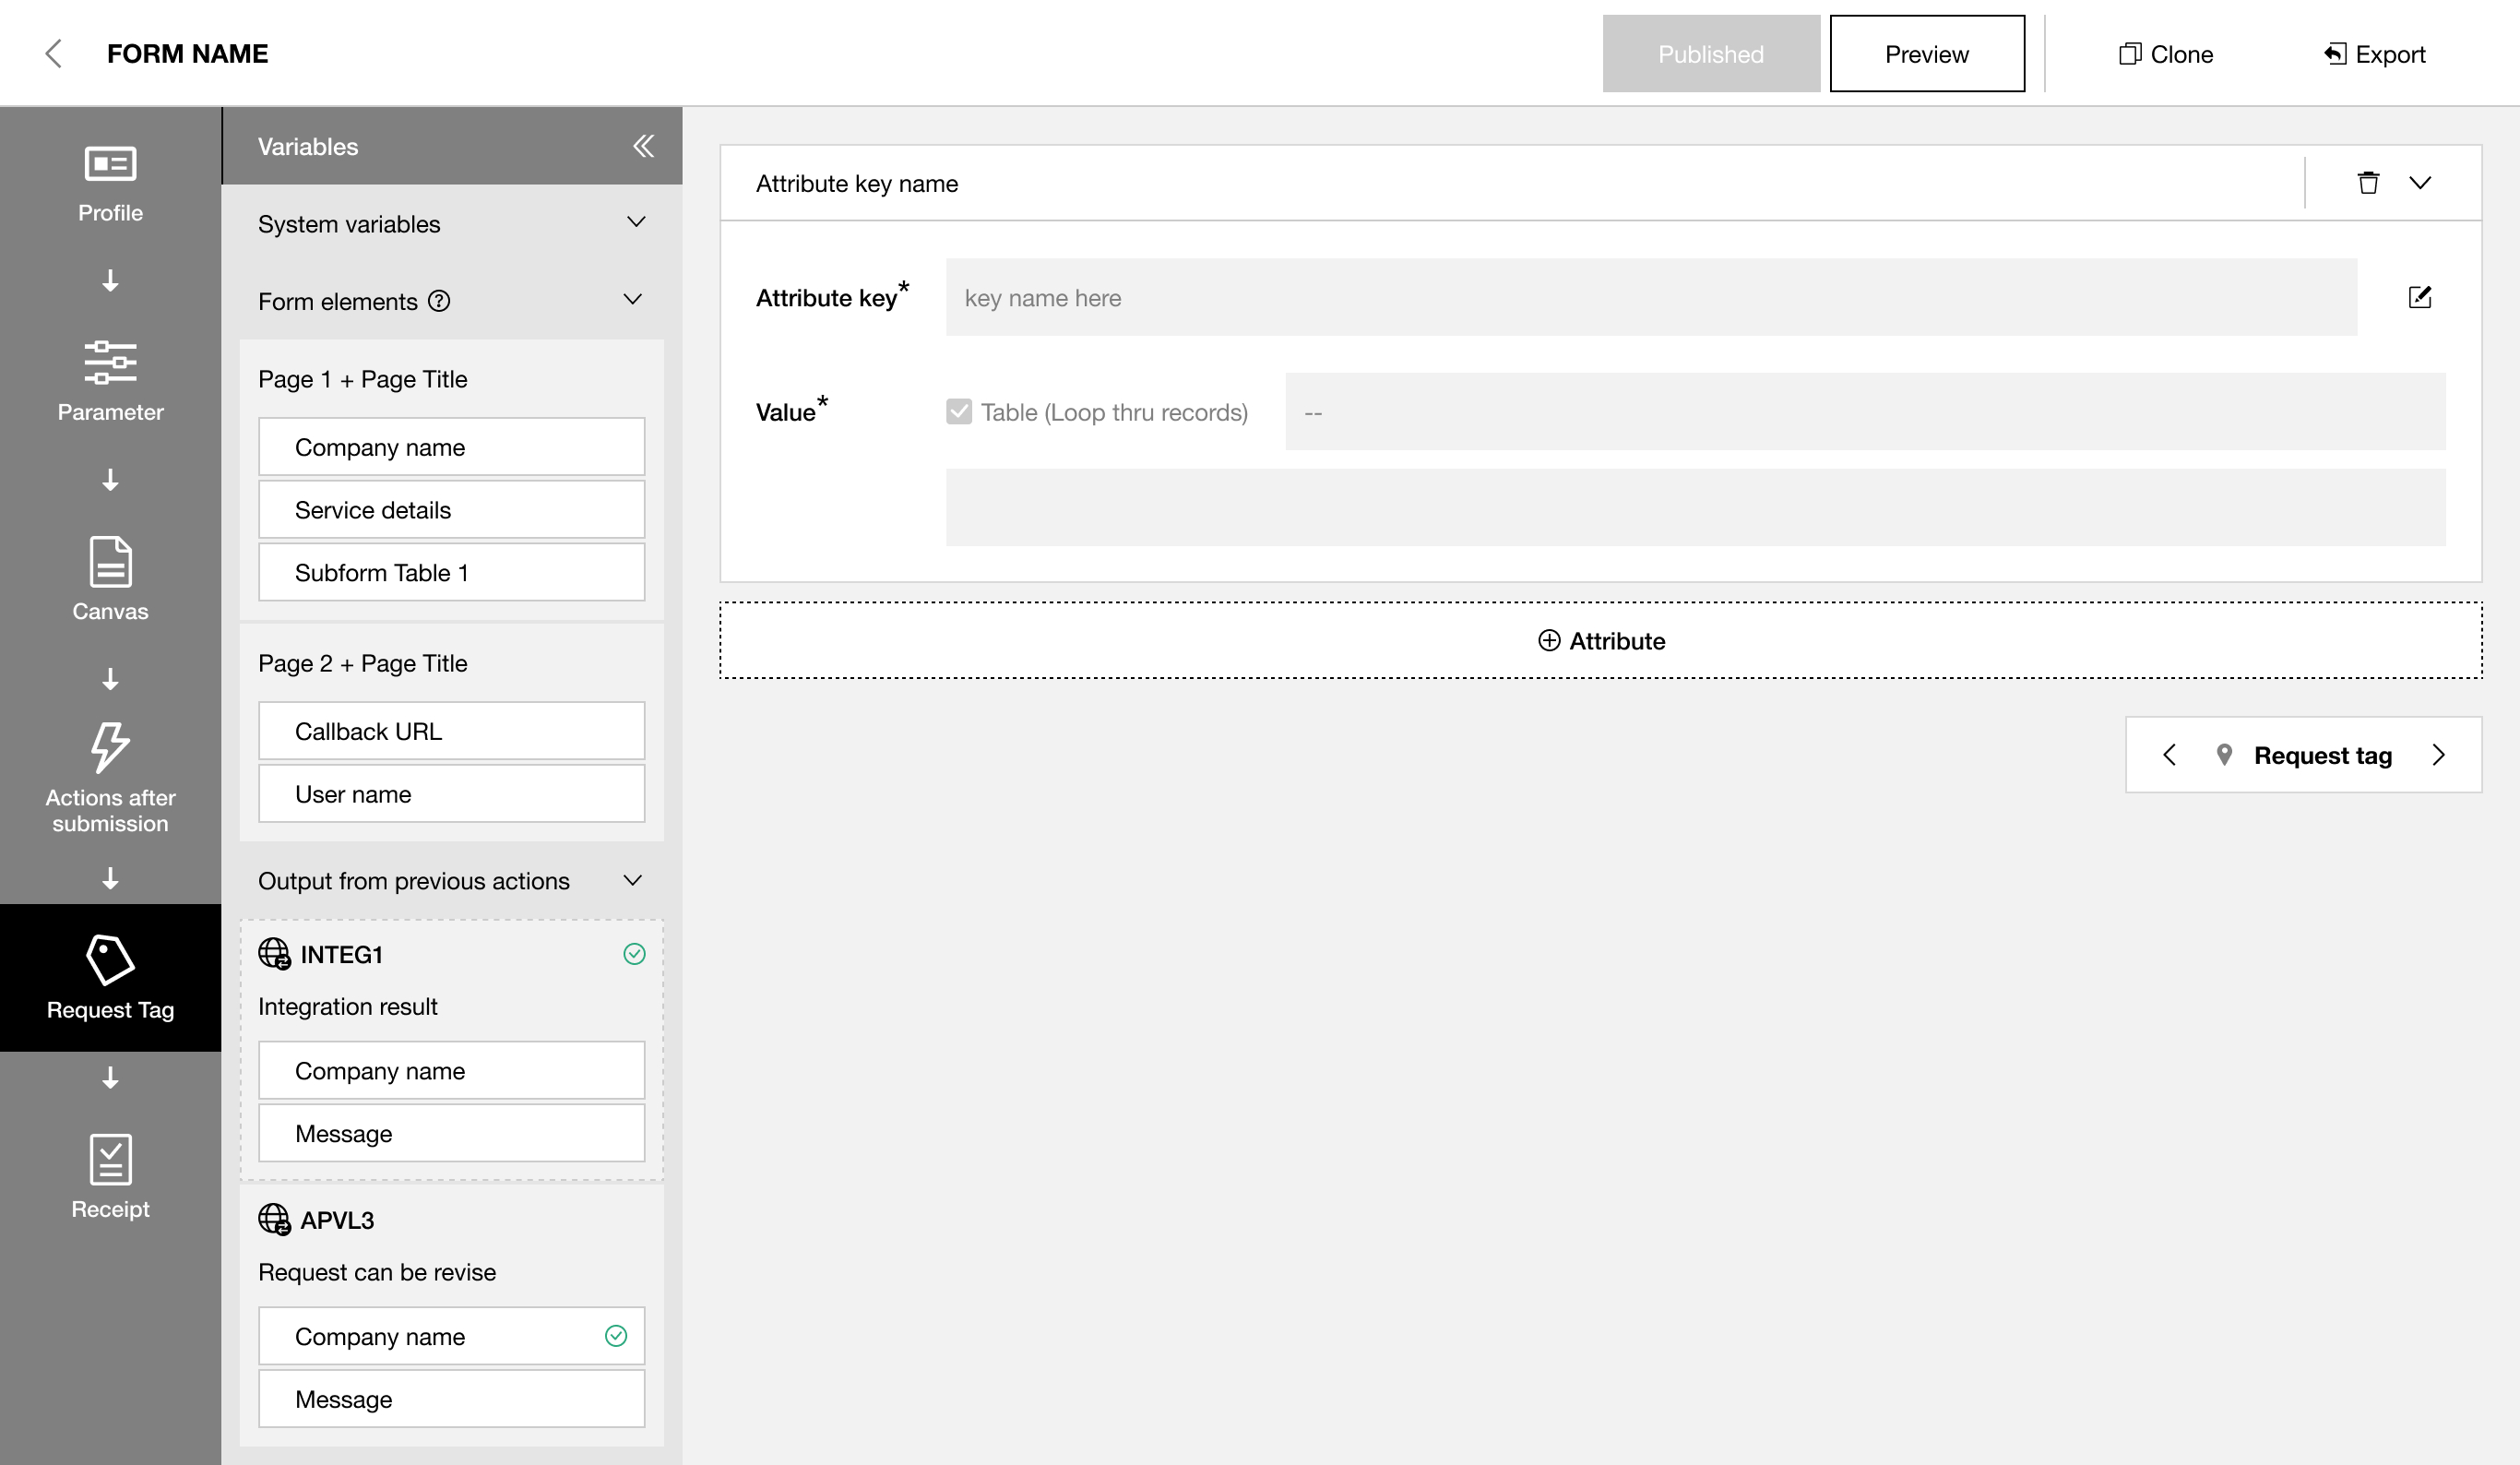 FORM NAME
Published
Preview
Clone
Export
Profile
Parameter
Canvas
Actions after
submission
Request Tag
Receipt
Variables
System variables
Form elements
Page 1 + Page Title
Company name
Service details
Subform Table 1
Page 2 + Page Title
Callback URL
User name
Output from previous actions
INTEG1
Integration result
Company name
Message
APVL3
Request can be revise
Company name
Message
Attribute key name
Attribute key*
key name here
Value*
Table (Loop thru records)
--
Attribute
Request tag